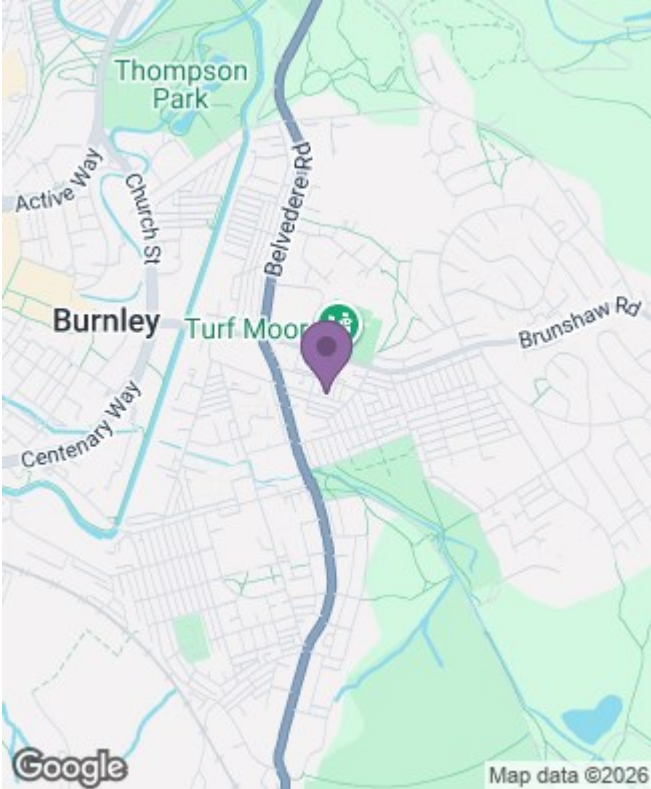 Thompson
Park
Active Way
Church St
Belvedere Rd
Burnley
Turf Moor
Brunshaw Rd
Centenary Way
Google
Map data ©2026